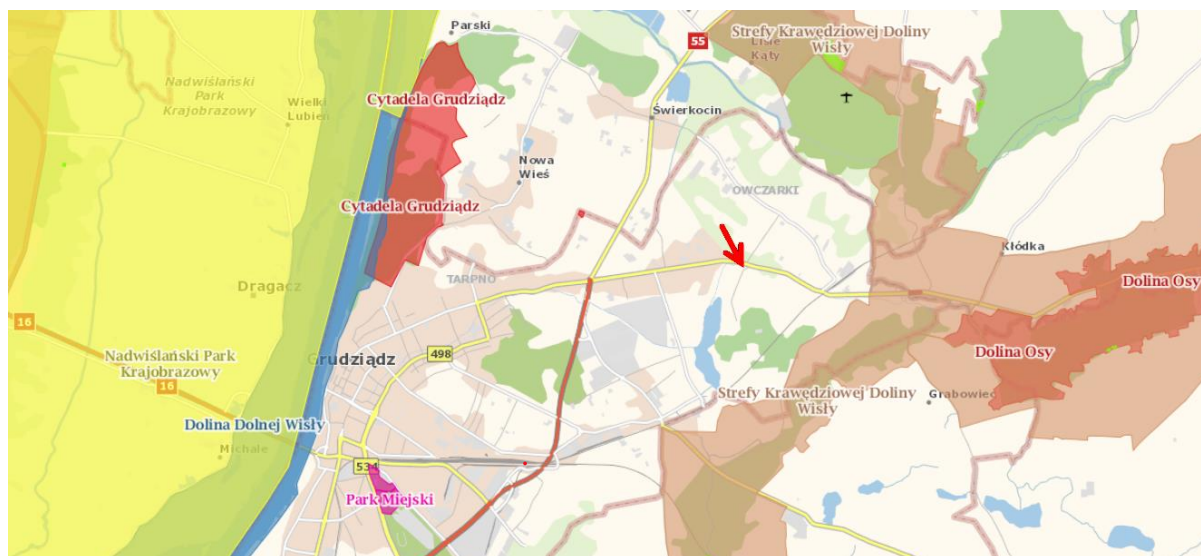 Parski
55
Strefy Krawędziowej Doliny
Wisły
Lisie
Kąty
Nadwiślański
Park
Krajobrazowy
Wielki
Lubień
Cytadela Grudziądz
Świerkocin
Nowa
Wieś
OWCZARKI
Cytadela Grudziądz
Kłódka
TARPNO
Dragacz
Dolina Osy
16
Nadwiślański Park
Krajobrazowy
Grudziądz
498
Dolina Osy
16
Strefy Krawędziowej Doliny
Wisły
Grabowiec
Dolina Dolnej Wisły
Michale
534
Park Miejski